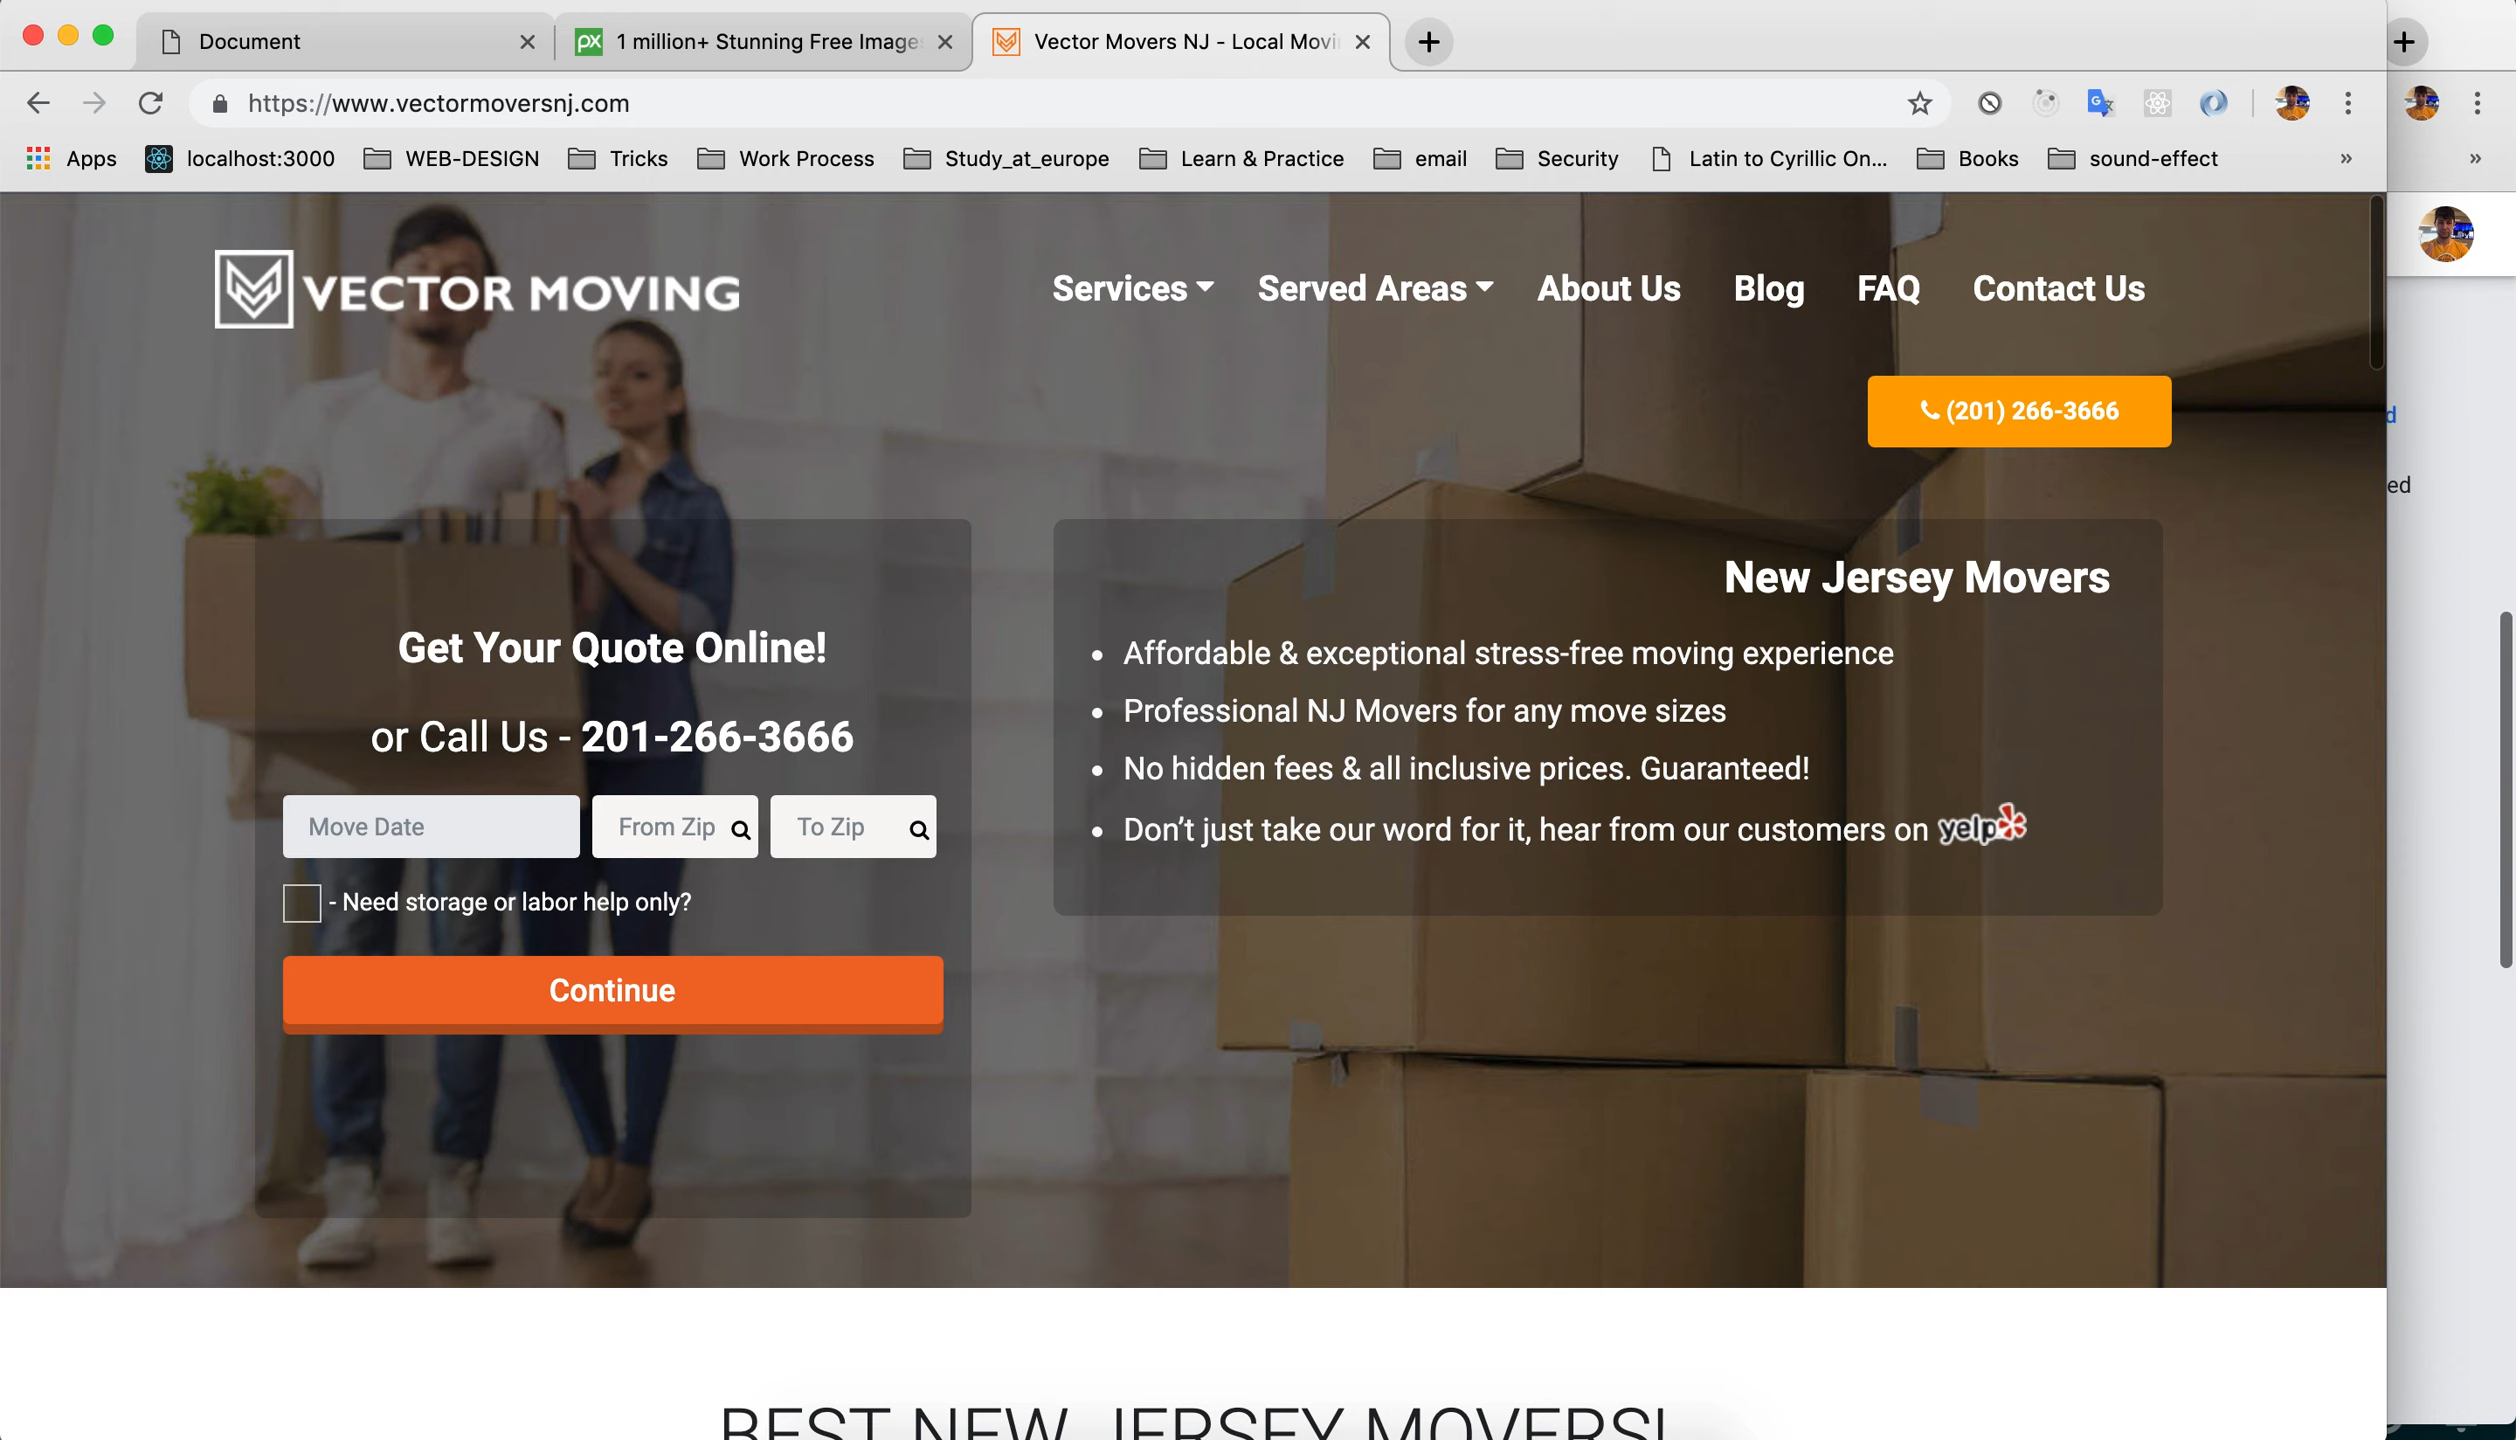 Document
1 million+ Stunning Free Image
Vector Movers NJ - Local Movi
https://www.vectormoversnj.com
Apps
localhost:3000
WEB-DESIGN
Tricks
Work Process
Study_at_europe
Learn & Practice
email
Security
Latin to Cyrillic On...
Books
sound-effect
VECTOR MOVING
Services
Served Areas
About Us
Blog
FAQ
Contact Us
(201) 266-3666
d
ed
Get Your Quote Online!
or Call Us - 201-266-3666
Move Date
From Zip
To Zip
- Need storage or labor help only?
Continue
New Jersey Movers
• Affordable & exceptional stress-free moving experience
• Professional NJ Movers for any move sizes
• No hidden fees & all inclusive prices. Guaranteed!
• Don’t just take our word for it, hear from our customers on yelp
BEST NEW JERSEY MOVERS!